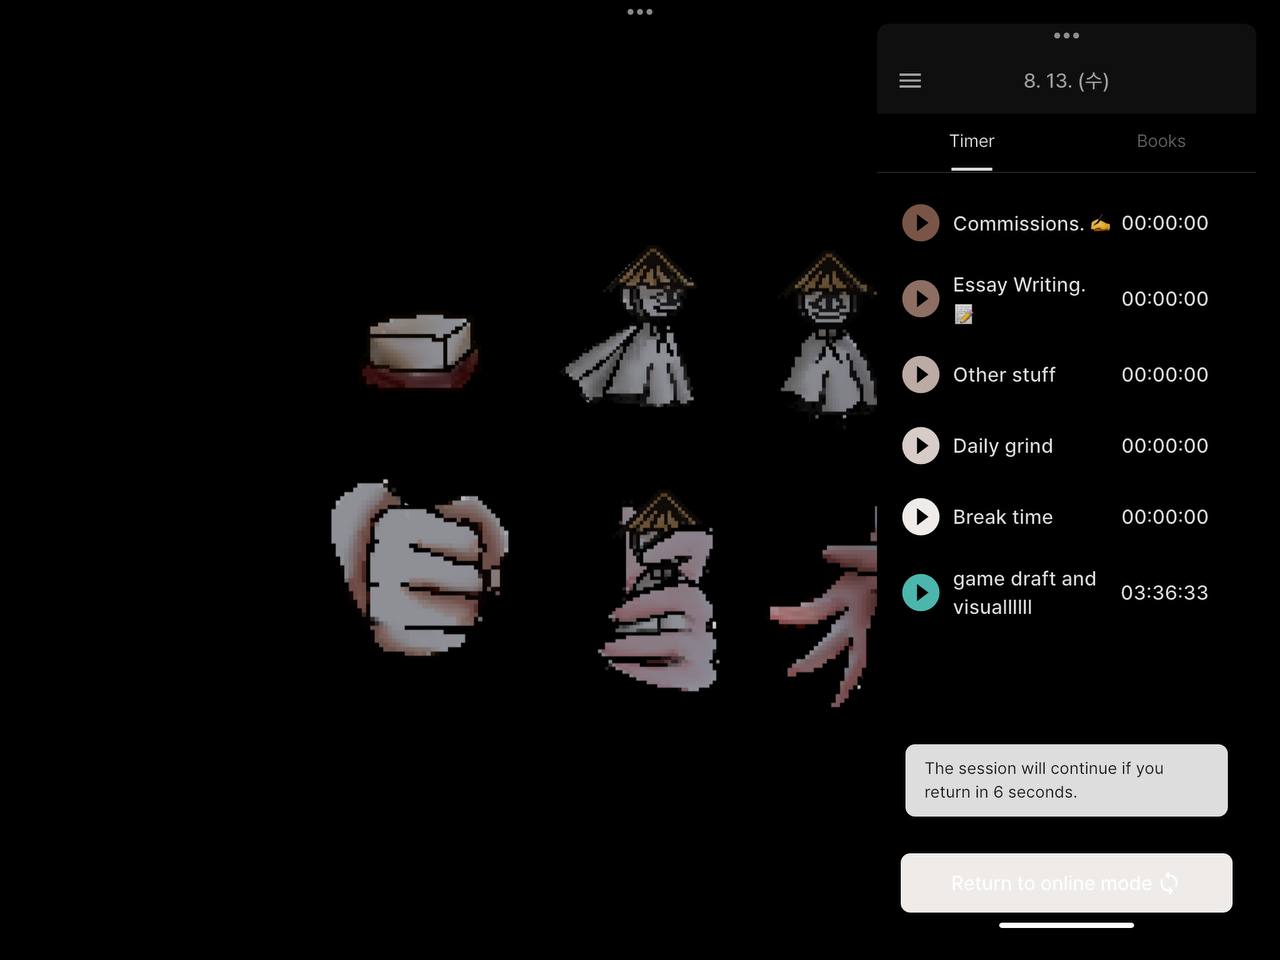 8. 13. (수)
Timer
Books
Commissions. ✍️ 00:00:00
Essay Writing.
📝
00:00:00
Other stuff 00:00:00
Daily grind 00:00:00
Break time 00:00:00
game draft and
visuallllll
03:36:33
The session will continue if you
return in 6 seconds.
Return to online mode